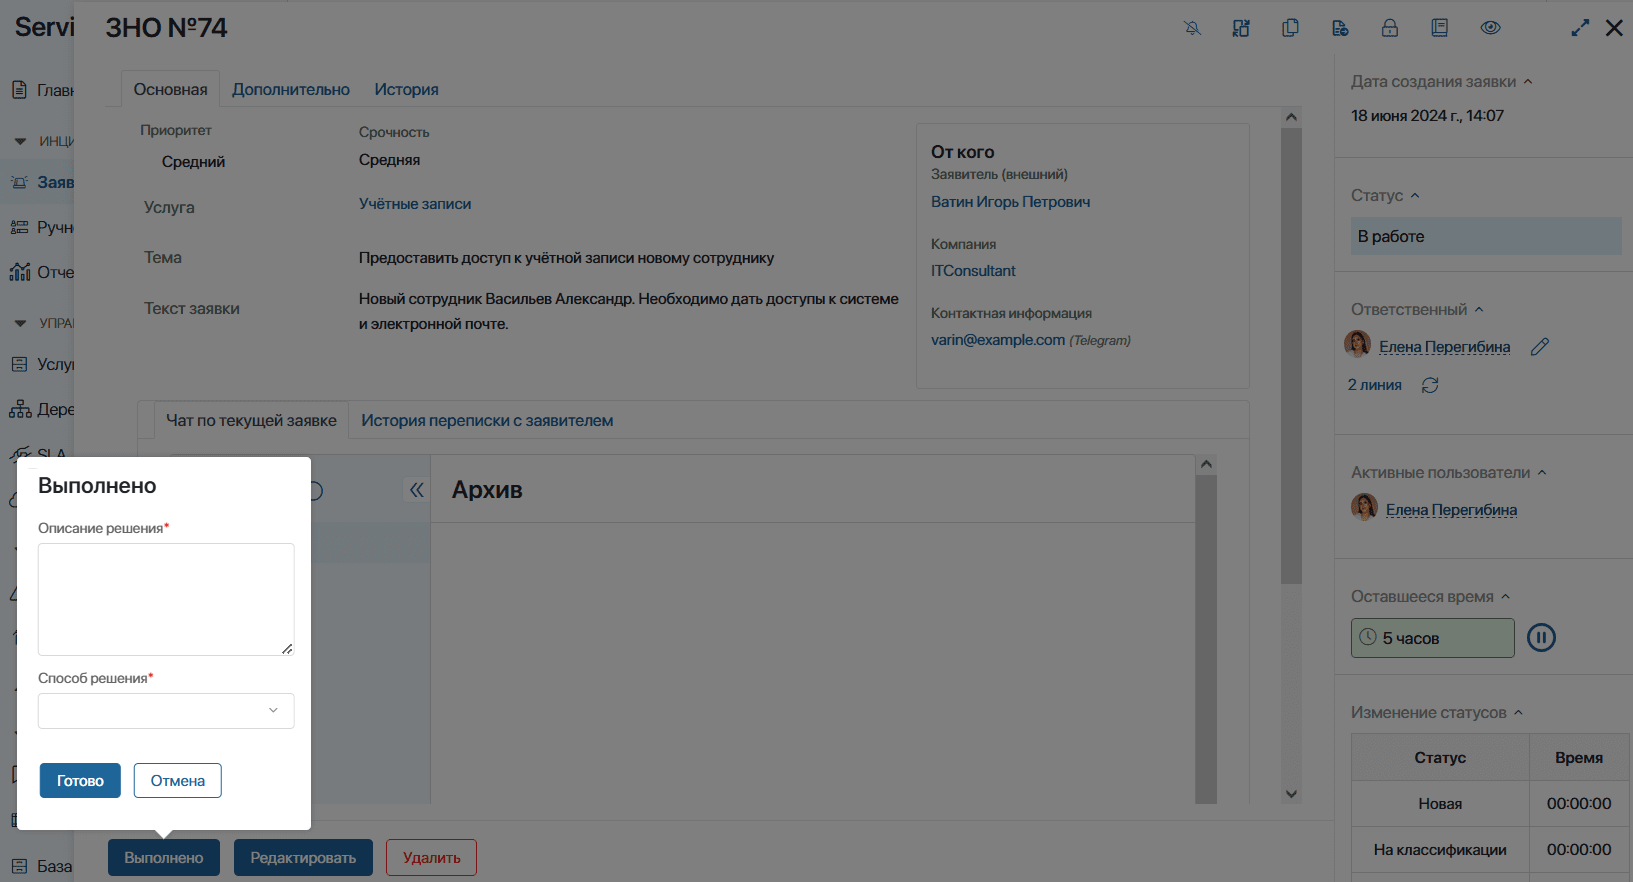 Servi
ЗНО №74
Главн
ИНЦИ
Заяв
Ручн
Отче
УПРА
Услу
Дере
SLA
База
Основная
Дополнительно
История
Приоритет
Средний
Срочность
Средняя
Услуга
Учётные записи
Тема
Предоставить доступ к учётной записи новому сотруднику
Текст заявки
Новый сотрудник Васильев Александр. Необходимо дать доступы к системе
и электронной почте.
От кого
Заявитель (внешний)
Ватин Игорь Петрович
Компания
ITConsultant
Контактная информация
varin@example.com (Telegram)
Чат по текущей заявке
История переписки с заявителем
Архив
Выполнено
Описание решения*
Способ решения*
Готово
Отмена
Выполнено
Редактировать
Удалить
Дата создания заявки
18 июня 2024 г., 14:07
Статус
В работе
Ответственный
Елена Перегибина
2 линия
Активные пользователи
Елена Перегибина
Оставшееся время
5 часов
Изменение статусов
Статус Время
Новая 00:00:00
На классификации 00:00:00